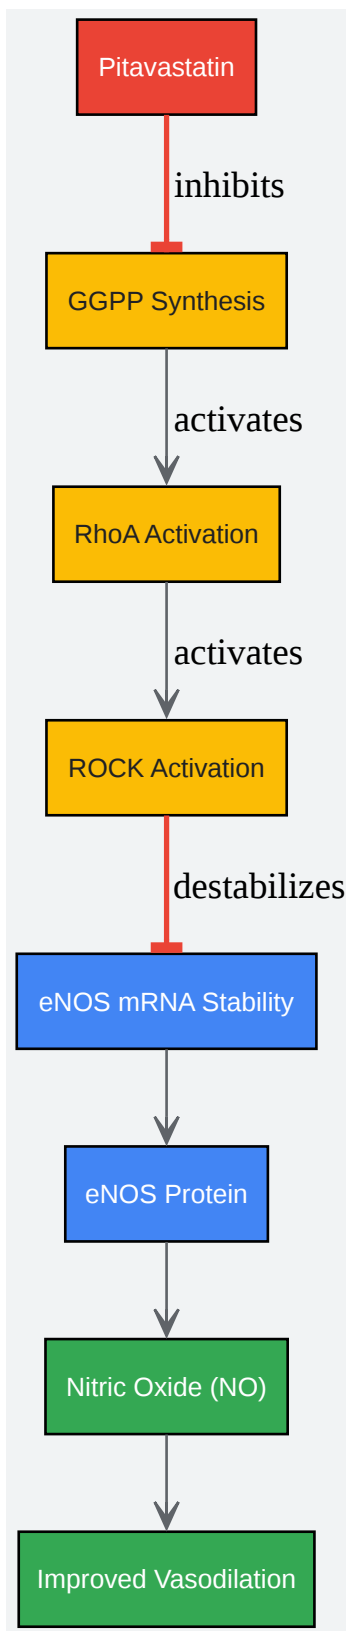 Pitavastatin
inhibits
GGPP Synthesis
activates
RhoA Activation
activates
ROCK Activation
destabilizes
eNOS mRNA Stability
eNOS Protein
Nitric Oxide (NO)
Improved Vasodilation